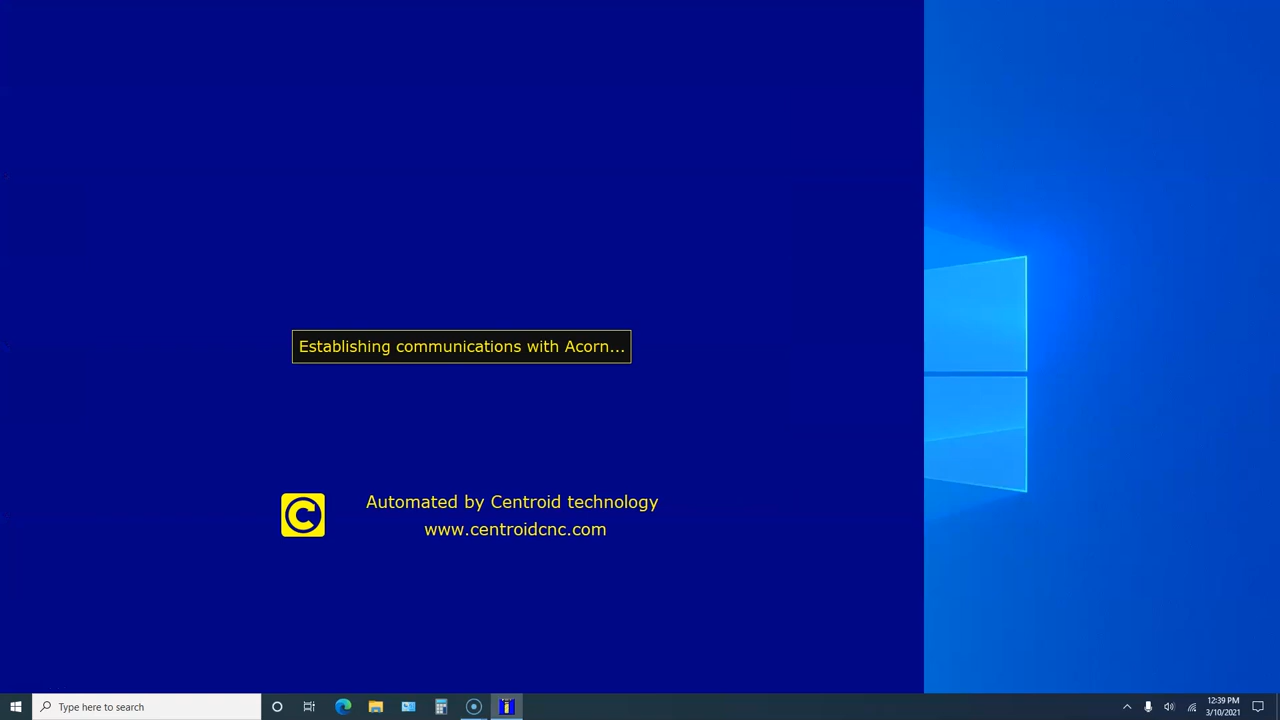 Establishing communications with Acorn...
Automated by Centroid technology
www.centroidcnc.com
Type here to search
12:39 PM
3/10/2021